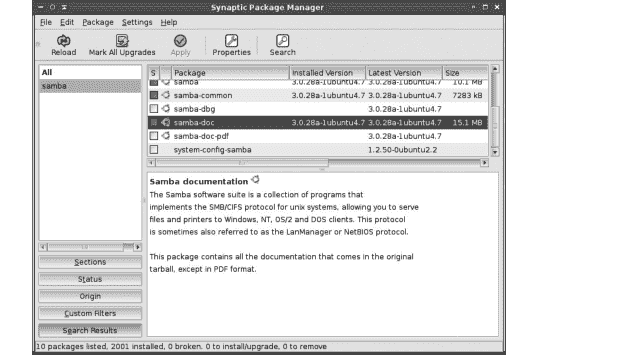 Synaptic Package Manager
File Edit Package Settings Help
Reload Mark All Upgrades Apply Properties Search
All
samba
S Package Installed Version Latest Version Size
samba 3.0.28a-1ubuntu4.7 3.0.28a-1ubuntu4.7 10.1 MB
samba-common 3.0.28a-1ubuntu4.7 3.0.28a-1ubuntu4.7 7283 kB
samba-dbg 3.0.28a-1ubuntu4.7
samba-doc 3.0.28a-1ubuntu4.7 3.0.28a-1ubuntu4.7 15.1 MB
samba-doc-pdf 3.0.28a-1ubuntu4.7
system-config-samba 1.2.50-0ubuntu2.2
Samba documentation
The Samba software suite is a collection of programs that
implements the SMB/CIFS protocol for unix systems, allowing you to serve
files and printers to Windows, NT, OS/2 and DOS clients. This protocol
is sometimes also referred to as the LanManager or NetBIOS protocol.
This package contains all the documentation that comes in the original
tarball, except in PDF format.
Sections
Status
Origin
Custom Filters
Search Results
10 packages listed, 2001 installed, 0 broken. 0 to install/upgrade, 0 to remove